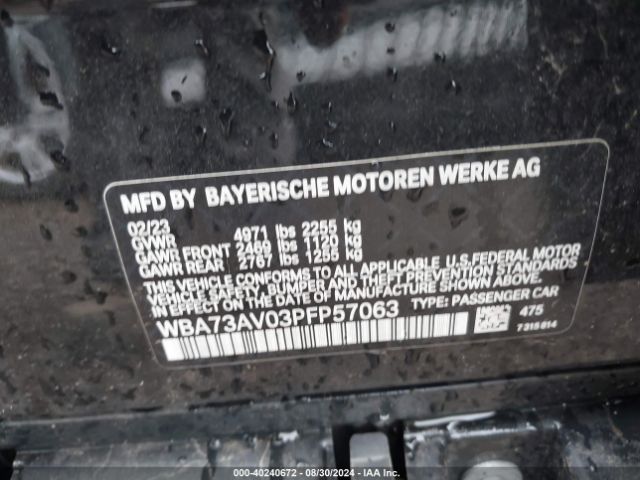 MFD BY BAYERISCHE MOTOREN WERKE AG
02/23
GVWR 4971 lbs 2255 kg
GAWR FRONT 2469 lbs 1120 kg
GAWR REAR 2767 lbs 1255 kg
THIS VEHICLE CONFORMS TO ALL APPLICABLE U.S. FEDERAL MOTOR
VEHICLE SAFETY, BUMPER AND THEFT PREVENTION STANDARDS
IN EFFECT ON THE DATE OF MANUFACTURE SHOWN ABOVE.
WBA73AV03PFP57063 TYPE: PASSENGER CAR
475
7315814
000-40240672 - 08/30/2024 - IAA Inc.